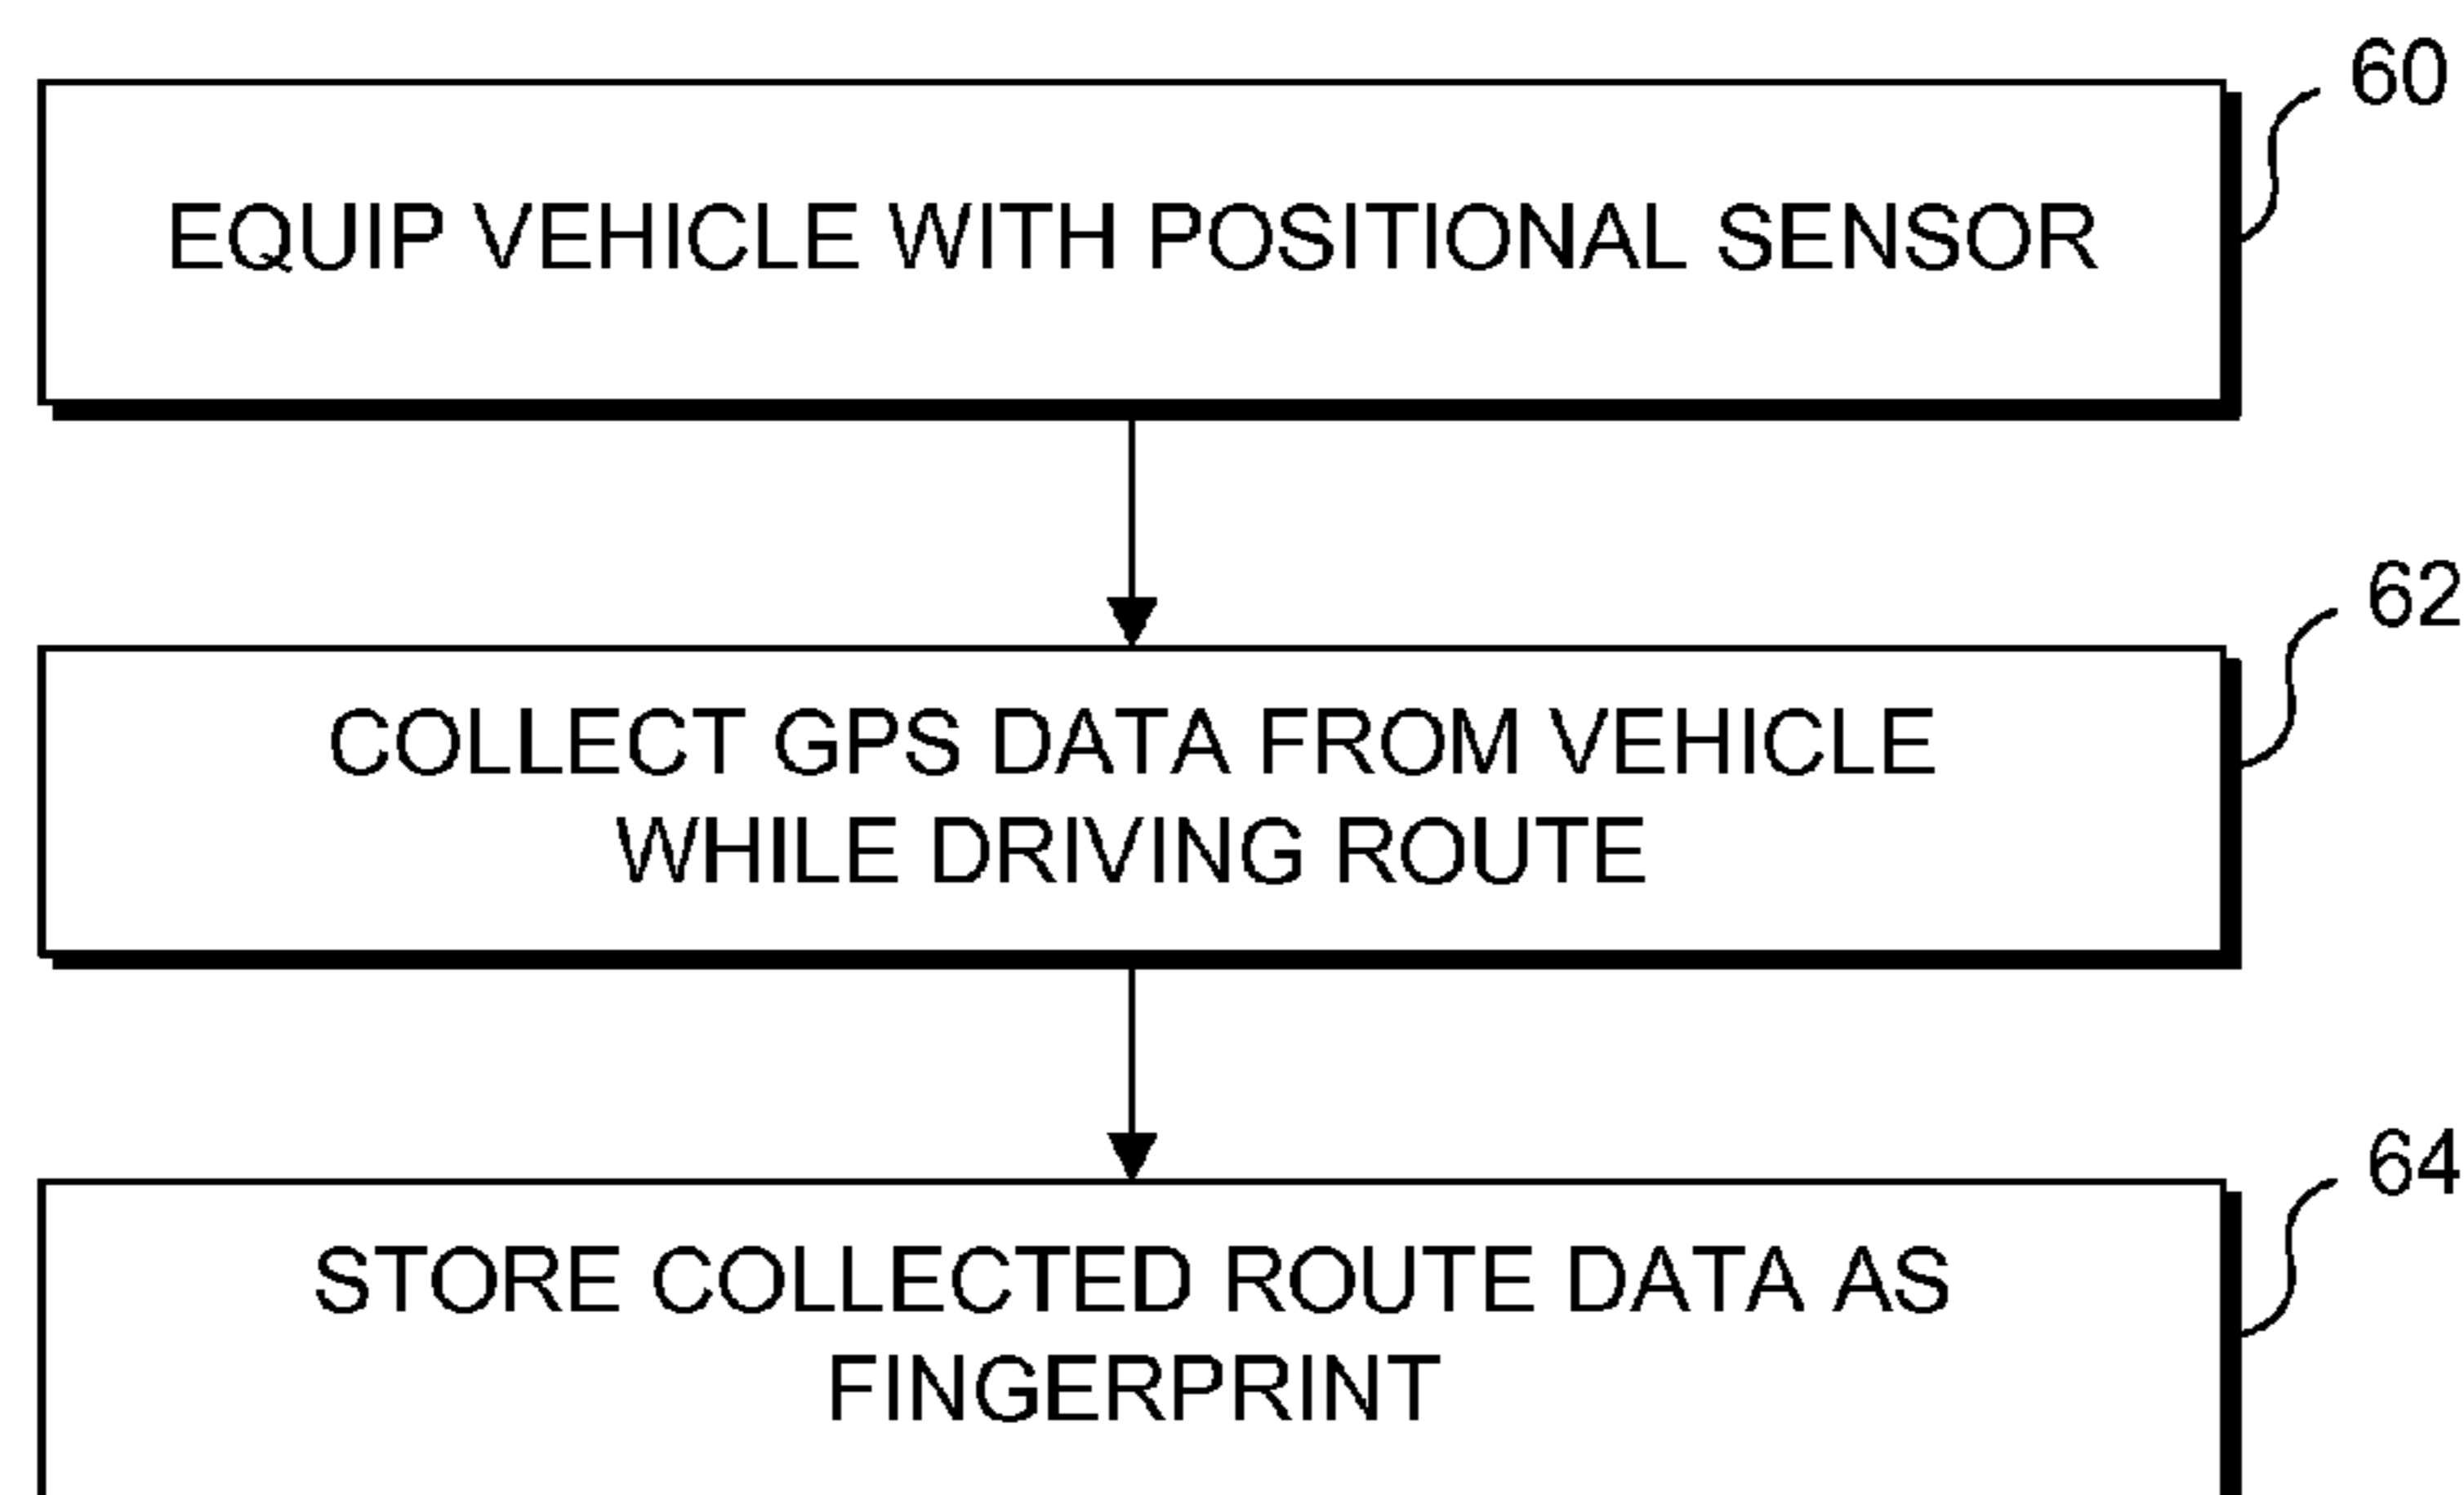 60
EQUIP VEHICLE WITH POSITIONAL SENSOR
62
COLLECT GPS DATA FROM VEHICLE
WHILE DRIVING ROUTE
64
STORE COLLECTED ROUTE DATA AS
FINGERPRINT